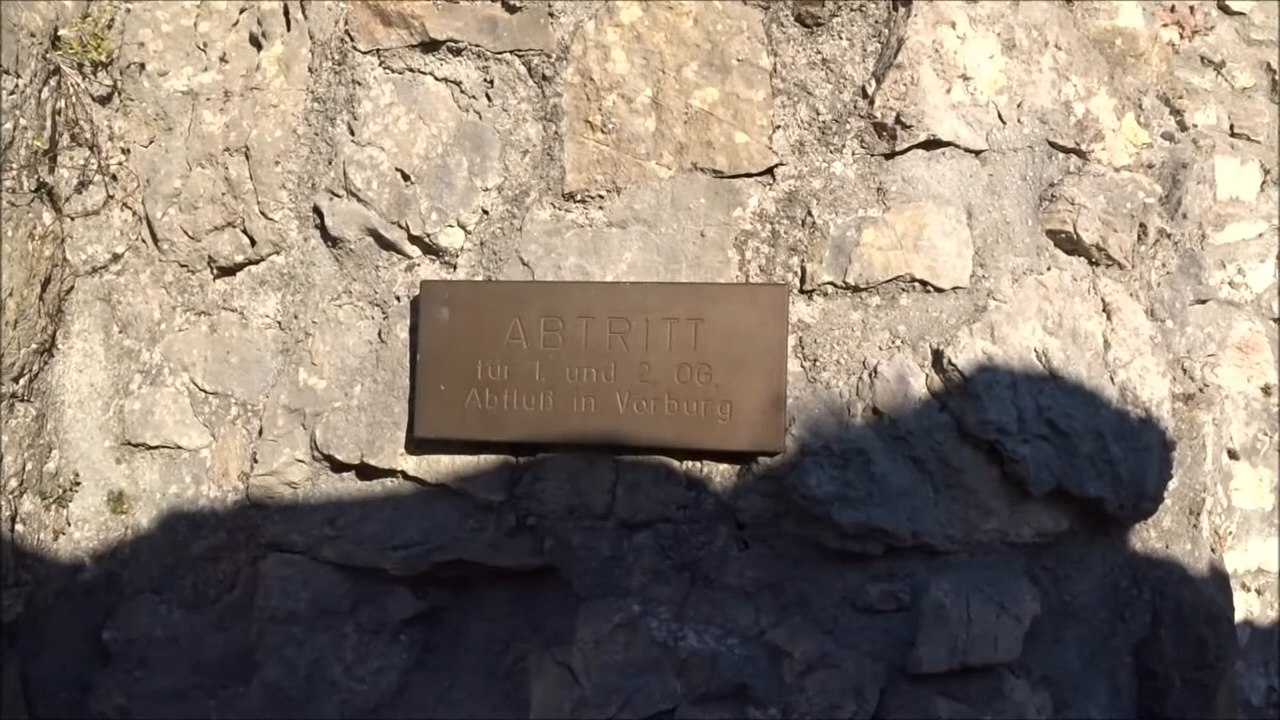 ABTRITT
für 1. und 2. OG,
Abfluß in Vorburg